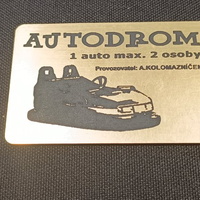 AUTODROM
1 auto max. 2 osoby
Provozovatel: A.KOLOMAZNÍČEK